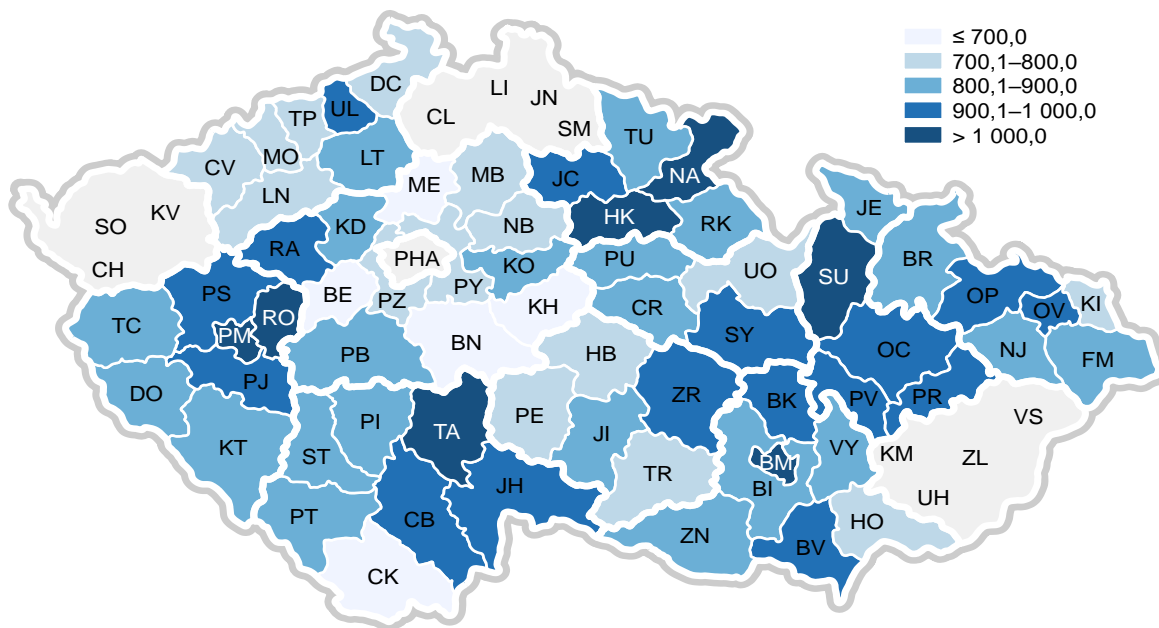 ≤ 700,0
700,1–800,0
800,1–900,0
900,1–1 000,0
> 1 000,0
DC
LI
JN
CL
SM
UL
TP
TU
MO
LT
CV
ME
MB
JC
NA
LN
SO
KV
KD
NB
HK
RK
JE
RA
PHA
KO
PU
UO
SU
BR
CH
PS
BE
PZ
PY
KH
CR
OP
OV
KI
TC
RO
PM
PB
BN
SY
OC
NJ
FM
HB
DO
PJ
ZR
BK
PV
PR
PE
VS
KT
ST
PI
TA
JI
TR
BM
VY
KM
ZL
BI
UH
PT
CB
JH
ZN
HO
BV
CK